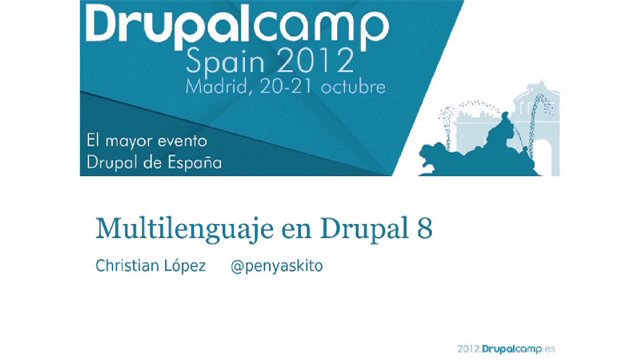 Drupalcamp
Spain 2012
Madrid, 20-21 octubre
El mayor evento
Drupal de España
Multilenguaje en Drupal 8
Christian López @penyaskito
2012.Drupalcamp.es